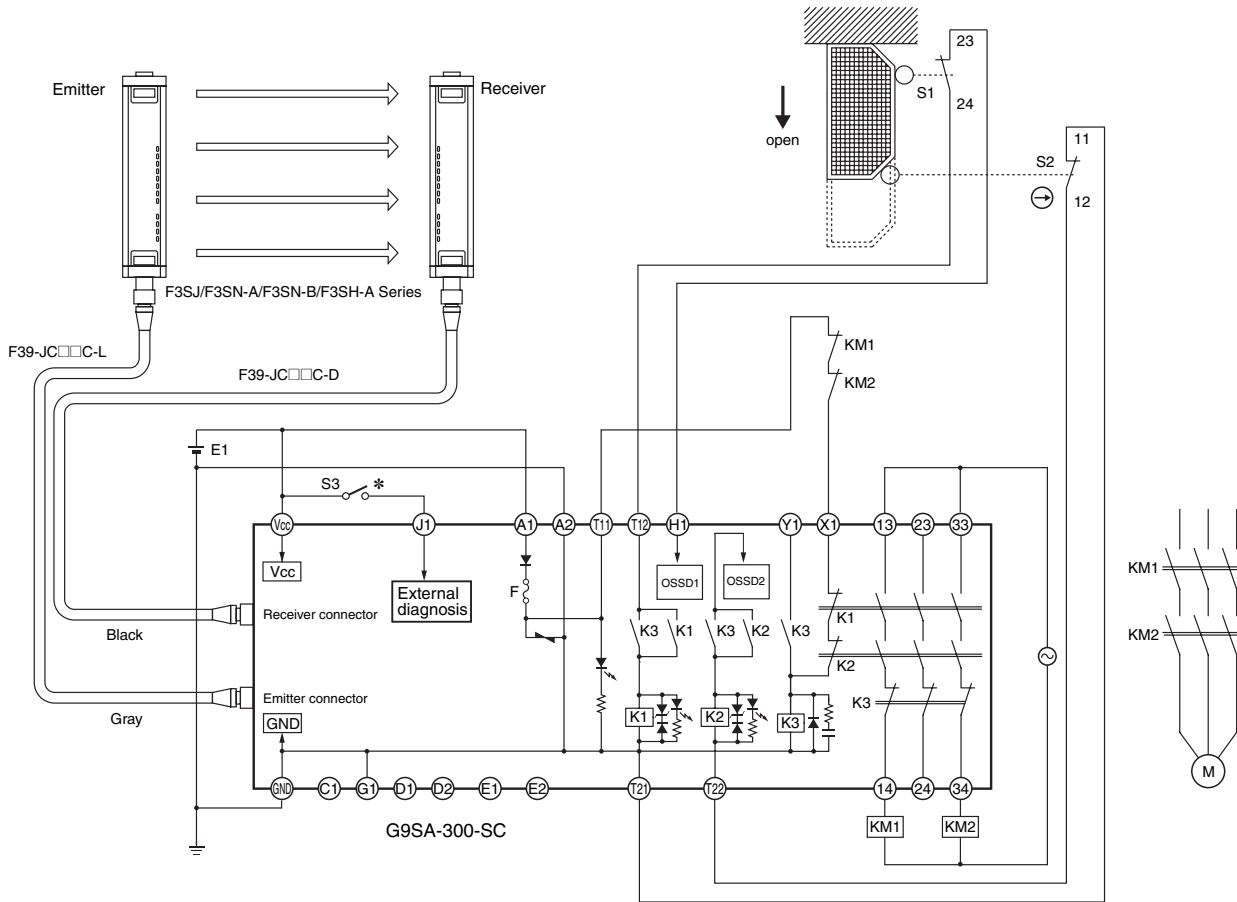 23
Emitter
Receiver
S1
24
open
11
S2
12
F3SJ/F3SN-A/F3SN-B/F3SH-A Series
F39-JC□□C-L
F39-JC□□C-D
KM1
KM2
E1
S3 *
Vcc
J1
A1
A2
T11
T12
H1
Y1
X1
13
23
33
Vcc
External
diagnosis
F
OSSD1
OSSD2
Receiver connector
Black
K3
K1
K3
K2
K3
K1
K2
Emitter connector
Gray
GND
K1
K2
K3
K3
KM1
KM2
M
GND
C1
G1
D1
D2
E1
E2
T21
T22
14
24
34
G9SA-300-SC
KM1
KM2